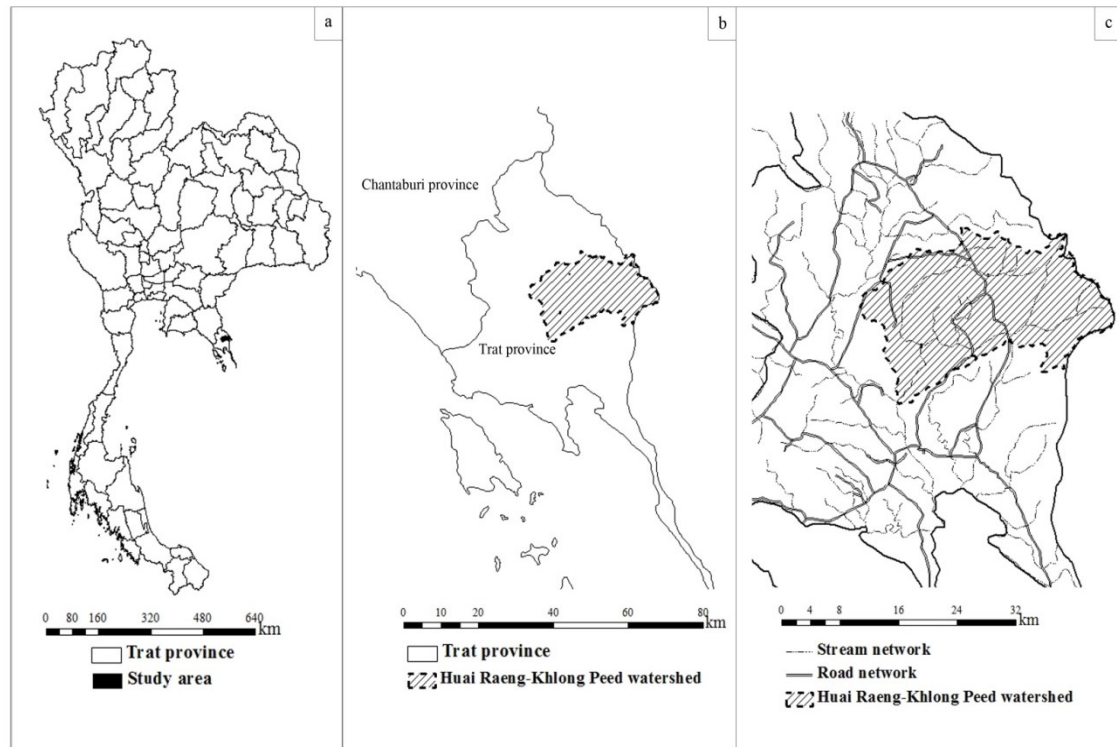 a
0 80 160 320 480 640
km
Trat province
Study area
b
Chantaburi province
Trat province
0 10 20 40 60 80
km
Trat province
Huai Raeng-Khlong Peed watershed
c
0 4 8 16 24 32
km
Stream network
Road network
Huai Raeng-Khlong Peed watershed